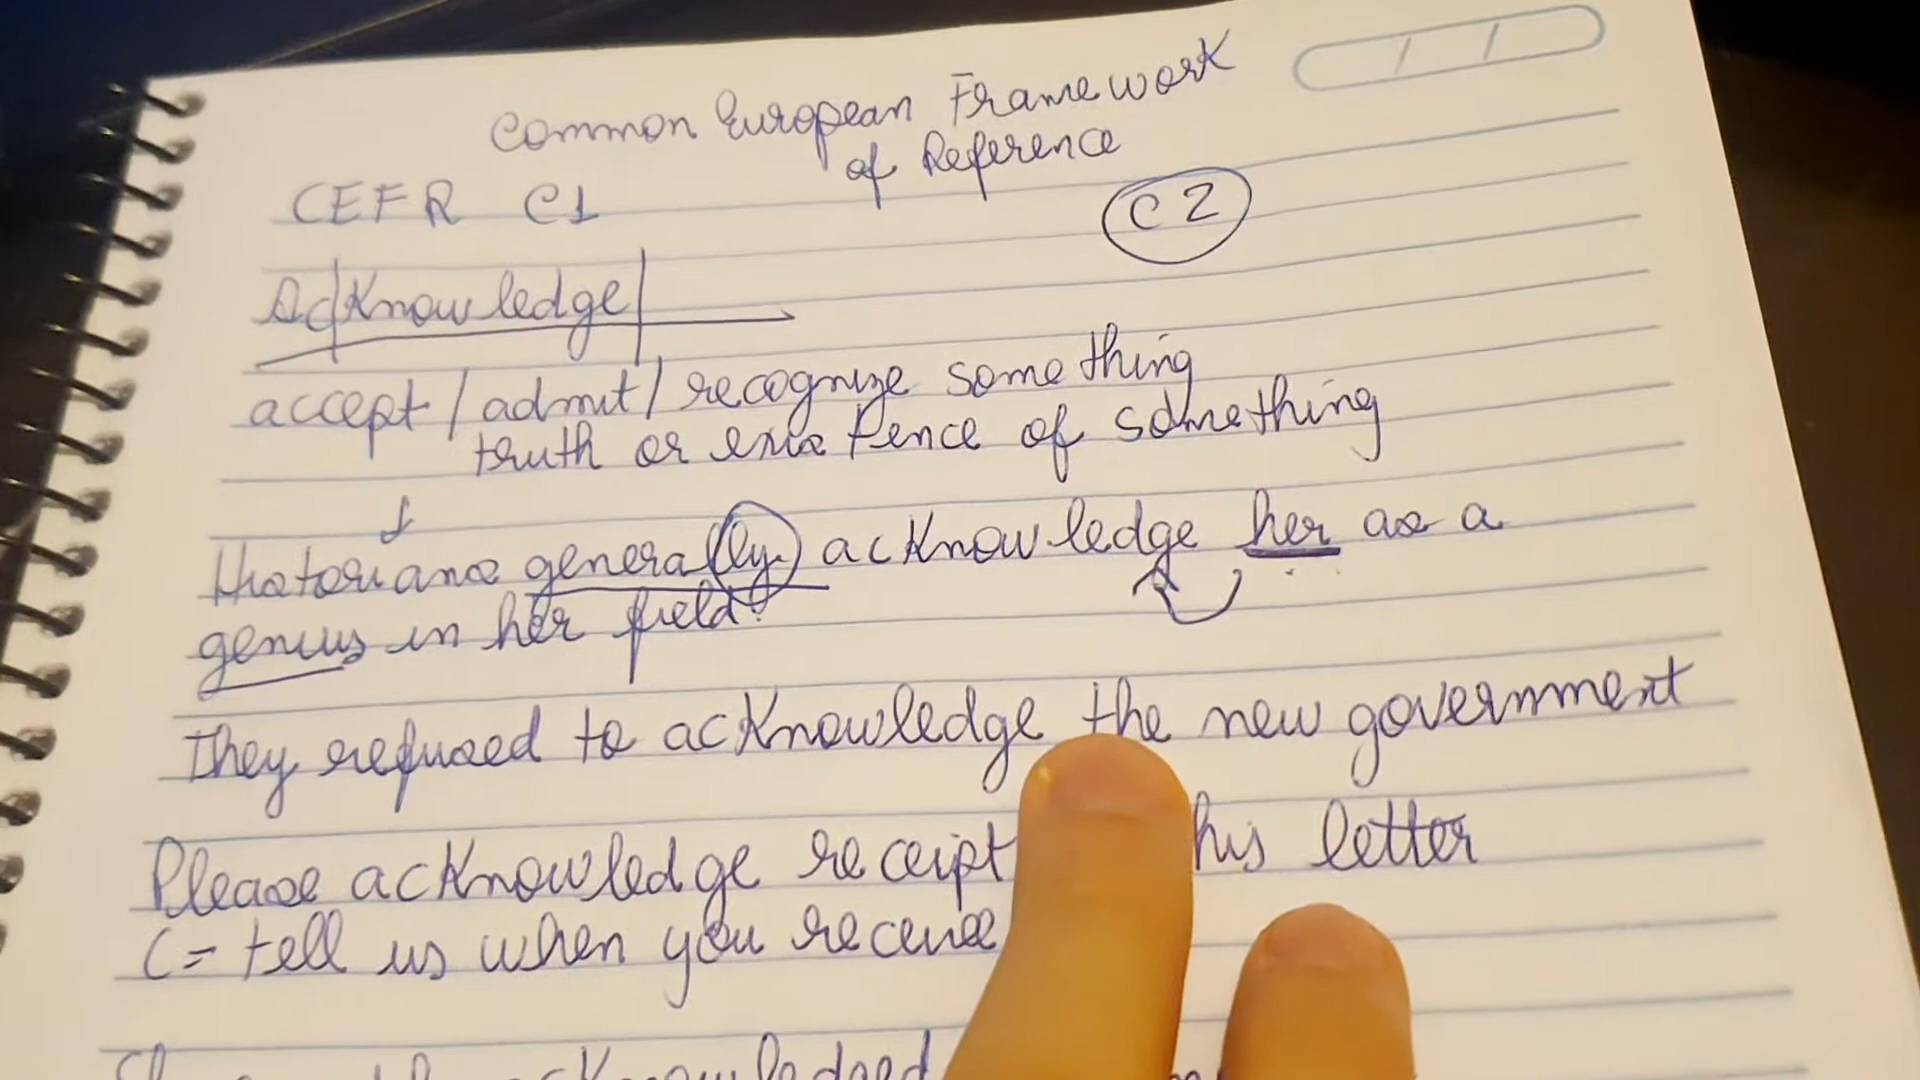 Common European Framework
of Reference
CEFR C1
C2
Acknowledge
accept / admit / recognize something
truth or existence of something
Historians generally acknowledge her as a
genius in her field.
They refused to acknowledge the new government
Please acknowledge receipt his letter
(= tell us when you receive
acknowledged